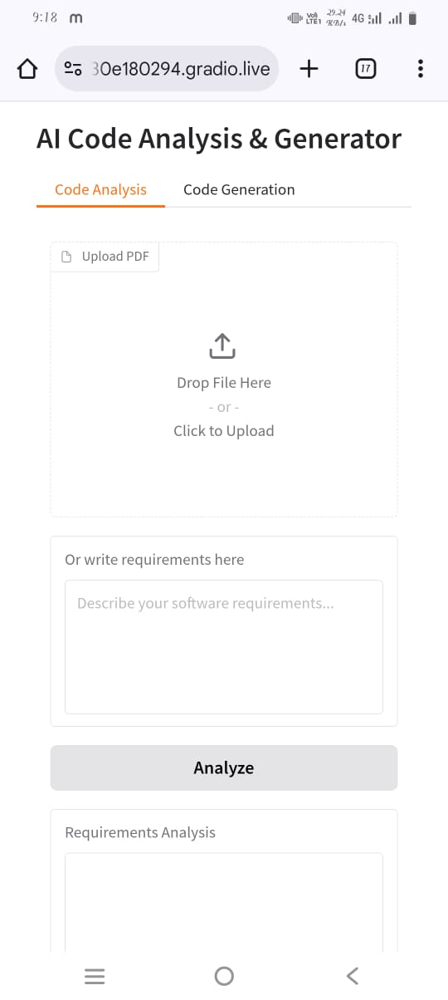 9:18 m
Vo) LTE1 29.24 KB/s 4G
30e180294.gradio.live
17
AI Code Analysis & Generator
Code Analysis Code Generation
Upload PDF
Drop File Here
- or -
Click to Upload
Or write requirements here
Describe your software requirements...
Analyze
Requirements Analysis